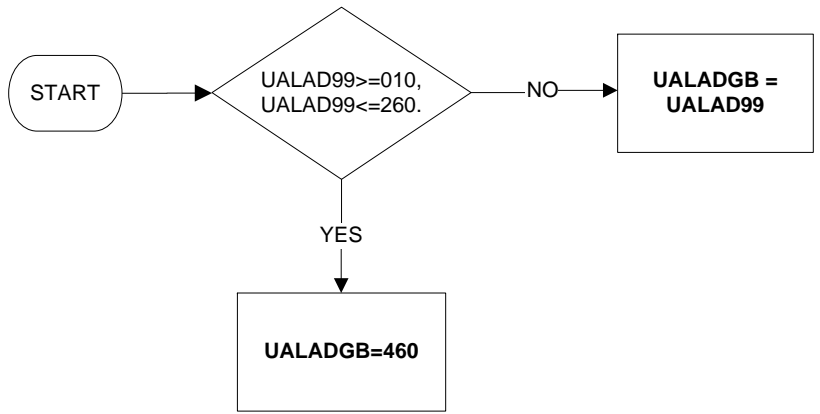 START
UALAD99>=010,
UALAD99<=260.
NO
UALADGB =
UALAD99
YES
UALADGB=460